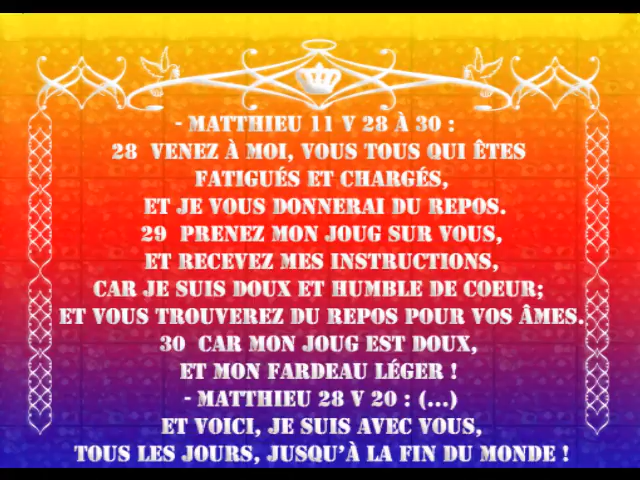 - MATTHIEU 11 V 28 À 30 :
28 VENEZ À MOI, VOUS TOUS QUI ÊTES
FATIGUÉS ET CHARGÉS,
ET JE VOUS DONNERAI DU REPOS.
29 PRENEZ MON JOUG SUR VOUS,
ET RECEVEZ MES INSTRUCTIONS,
CAR JE SUIS DOUX ET HUMBLE DE COEUR;
ET VOUS TROUVEREZ DU REPOS POUR VOS ÂMES.
30 CAR MON JOUG EST DOUX,
ET MON FARDEAU LÉGER !
- MATTHIEU 28 V 20 : (...)
ET VOICI, JE SUIS AVEC VOUS,
TOUS LES JOURS, JUSQU'À LA FIN DU MONDE !